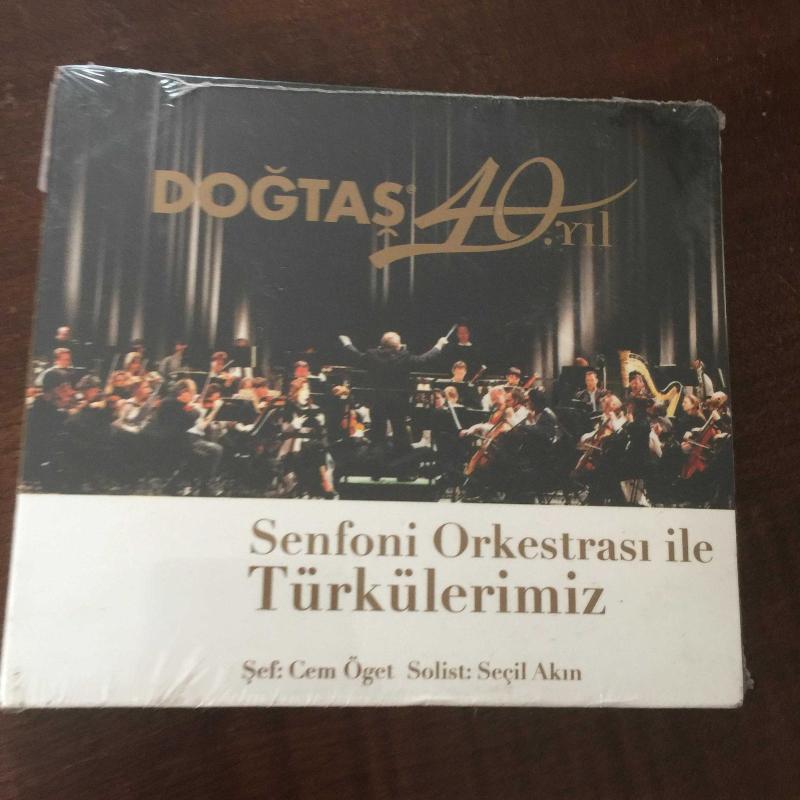 DOĞTAŞ® 40.yıl
Senfoni Orkestrası ile
Türkülerimiz
Şef: Cem Öget Solist: Seçil Akın